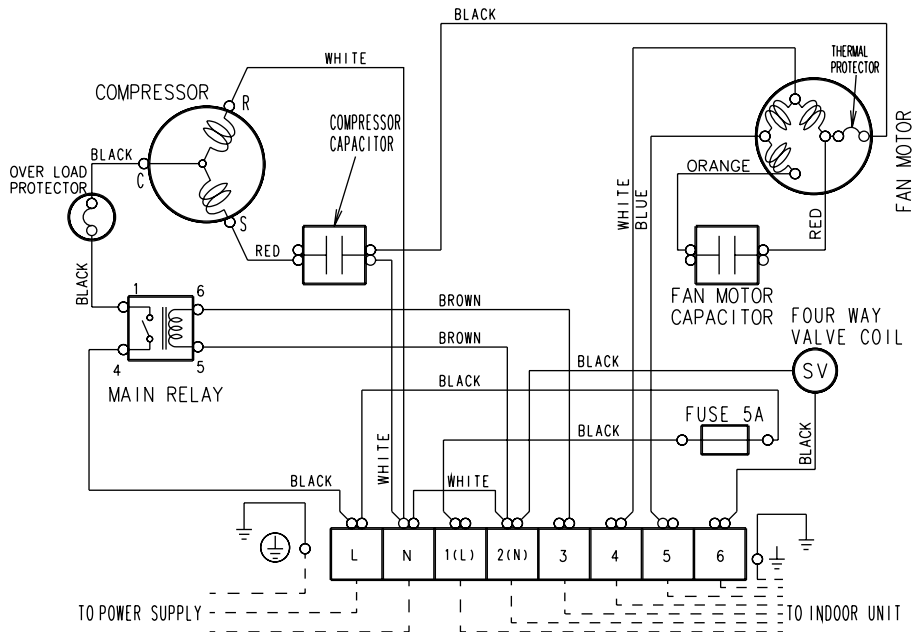 BLACK
WHITE
THERMAL
PROTECTOR
COMPRESSOR
R
COMPRESSOR
CAPACITOR
FAN MOTOR
BLACK
C
OVER LOAD
PROTECTOR
ORANGE
WHITE
BLUE
RED
S
RED
BLACK
1
6
BROWN
FAN MOTOR
CAPACITOR
FOUR WAY
VALVE COIL
4
5
BROWN
BLACK
SV
MAIN RELAY
BLACK
FUSE 5A
BLACK
BLACK
WHITE
BLACK
WHITE
L
N
1(L)
2(N)
3
4
5
6
TO POWER SUPPLY
TO INDOOR UNIT